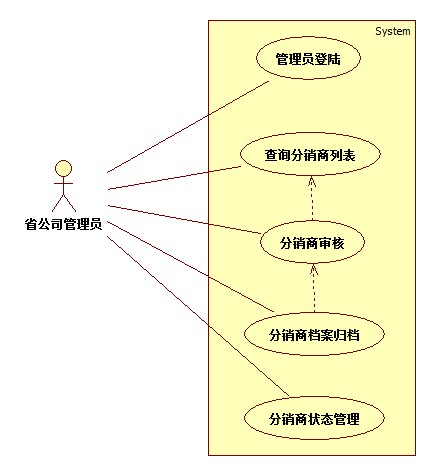 System
管理员登陆
查询分销商列表
省公司管理员
分销商审核
分销商档案归档
分销商状态管理